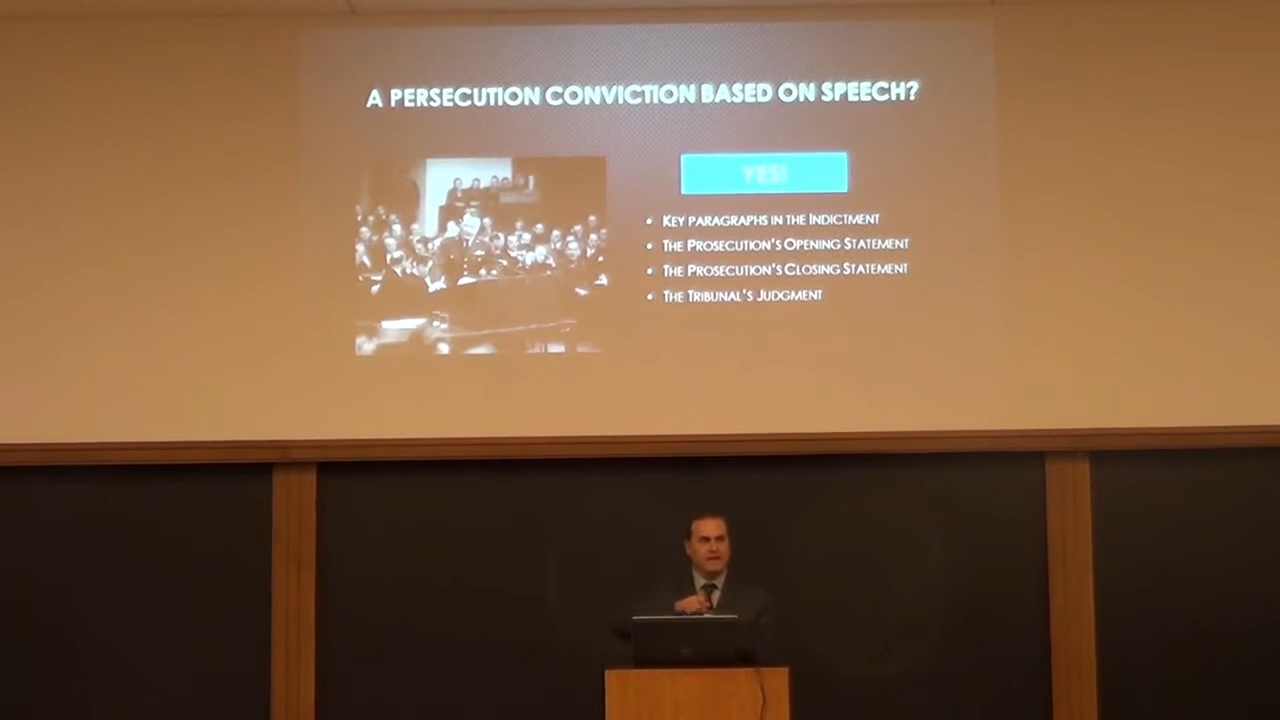 A PERSECUTION CONVICTION BASED ON SPEECH?
YES!
• KEY PARAGRAPHS IN THE INDICTMENT
• THE PROSECUTION'S OPENING STATEMENT
• THE PROSECUTION'S CLOSING STATEMENT
• THE TRIBUNAL'S JUDGMENT